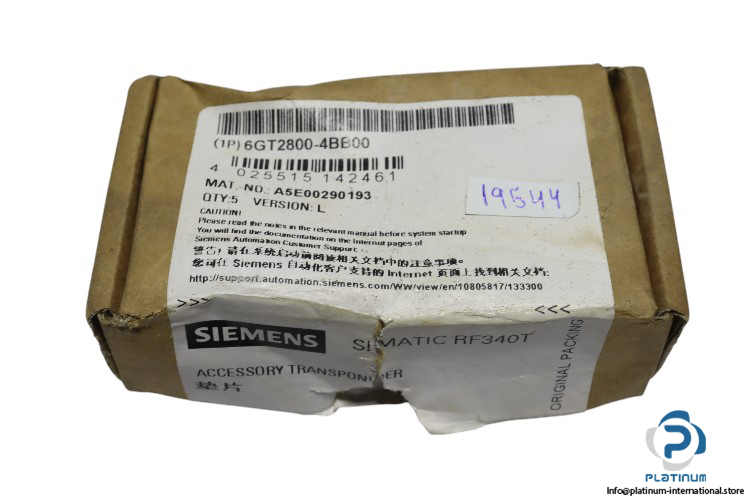 (1P) 6GT2800-4BB00
4 025515 142461
MAT.-NO.: A5E00290193
QTY:5 VERSION: L
CAUTION!
Please read the notes in the relevant manual before system startup
You will find the documentation on the Internet pages of
Siemens Automation Customer Support.
警告! 请在系统启动前阅读相关文档中的注意事项。
您可在 Siemens 自动化客户支持的 Internet 页面上找到相关文档:
http://support.automation.siemens.com/WW/view/en/10805817/133300
19544
>>> <<<
SIEMENS SIMATIC RF340T
ACCESSORY TRANSPONDER
垫片
ORIGINAL PACKING
PLATINUM
Info@platinum-international.store